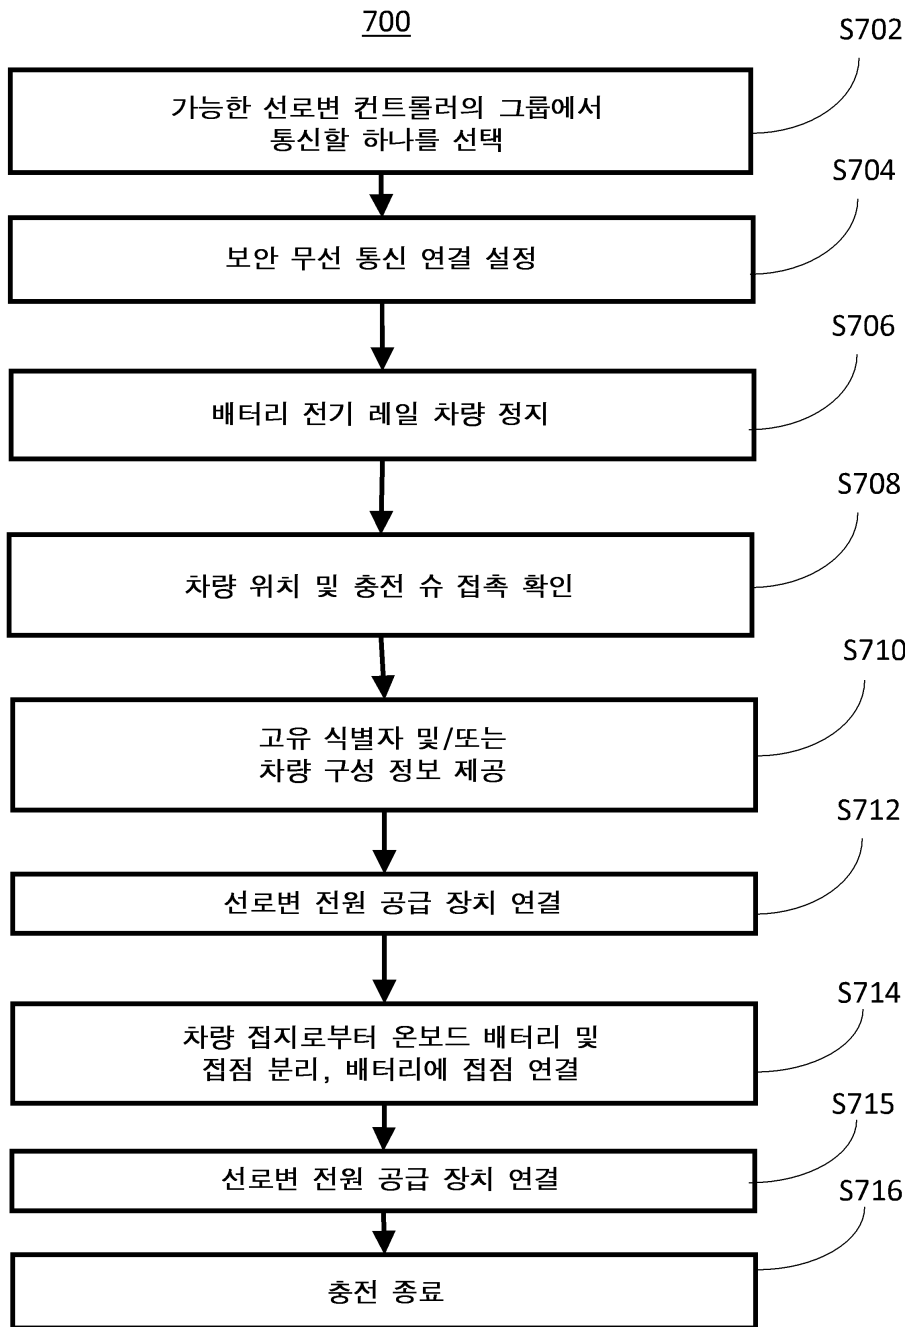 700
S702
가능한 선로변 컨트롤러의 그룹에서
통신할 하나를 선택
S704
보안 무선 통신 연결 설정
S706
배터리 전기 레일 차량 정지
S708
차량 위치 및 충전 슈 접촉 확인
S710
고유 식별자 및/또는
차량 구성 정보 제공
S712
선로변 전원 공급 장치 연결
S714
차량 접지로부터 온보드 배터리 및
접점 분리, 배터리에 접점 연결
S715
선로변 전원 공급 장치 연결
S716
충전 종료